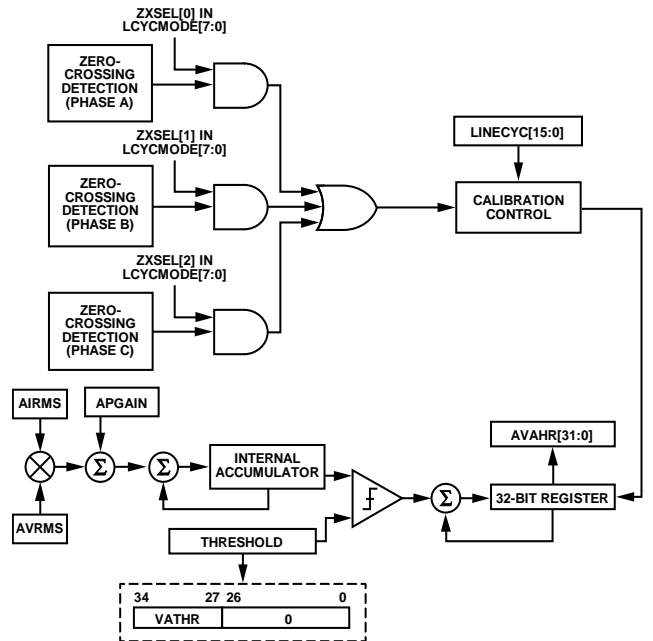 ZXSEL[0] IN
LCYCMODE[7:0]
ZERO-
CROSSING
DETECTION
(PHASE A)
ZXSEL[1] IN
LCYCMODE[7:0]
ZERO-
CROSSING
DETECTION
(PHASE B)
ZXSEL[2] IN
LCYCMODE[7:0]
ZERO-
CROSSING
DETECTION
(PHASE C)
LINECYC[15:0]
CALIBRATION
CONTROL
AIRMS
APGAIN
AVRMS
Σ
Σ
INTERNAL
ACCUMULATOR
THRESHOLD
34 27 26 0
VATHR 0
Σ
AVAHR[31:0]
32-BIT REGISTER